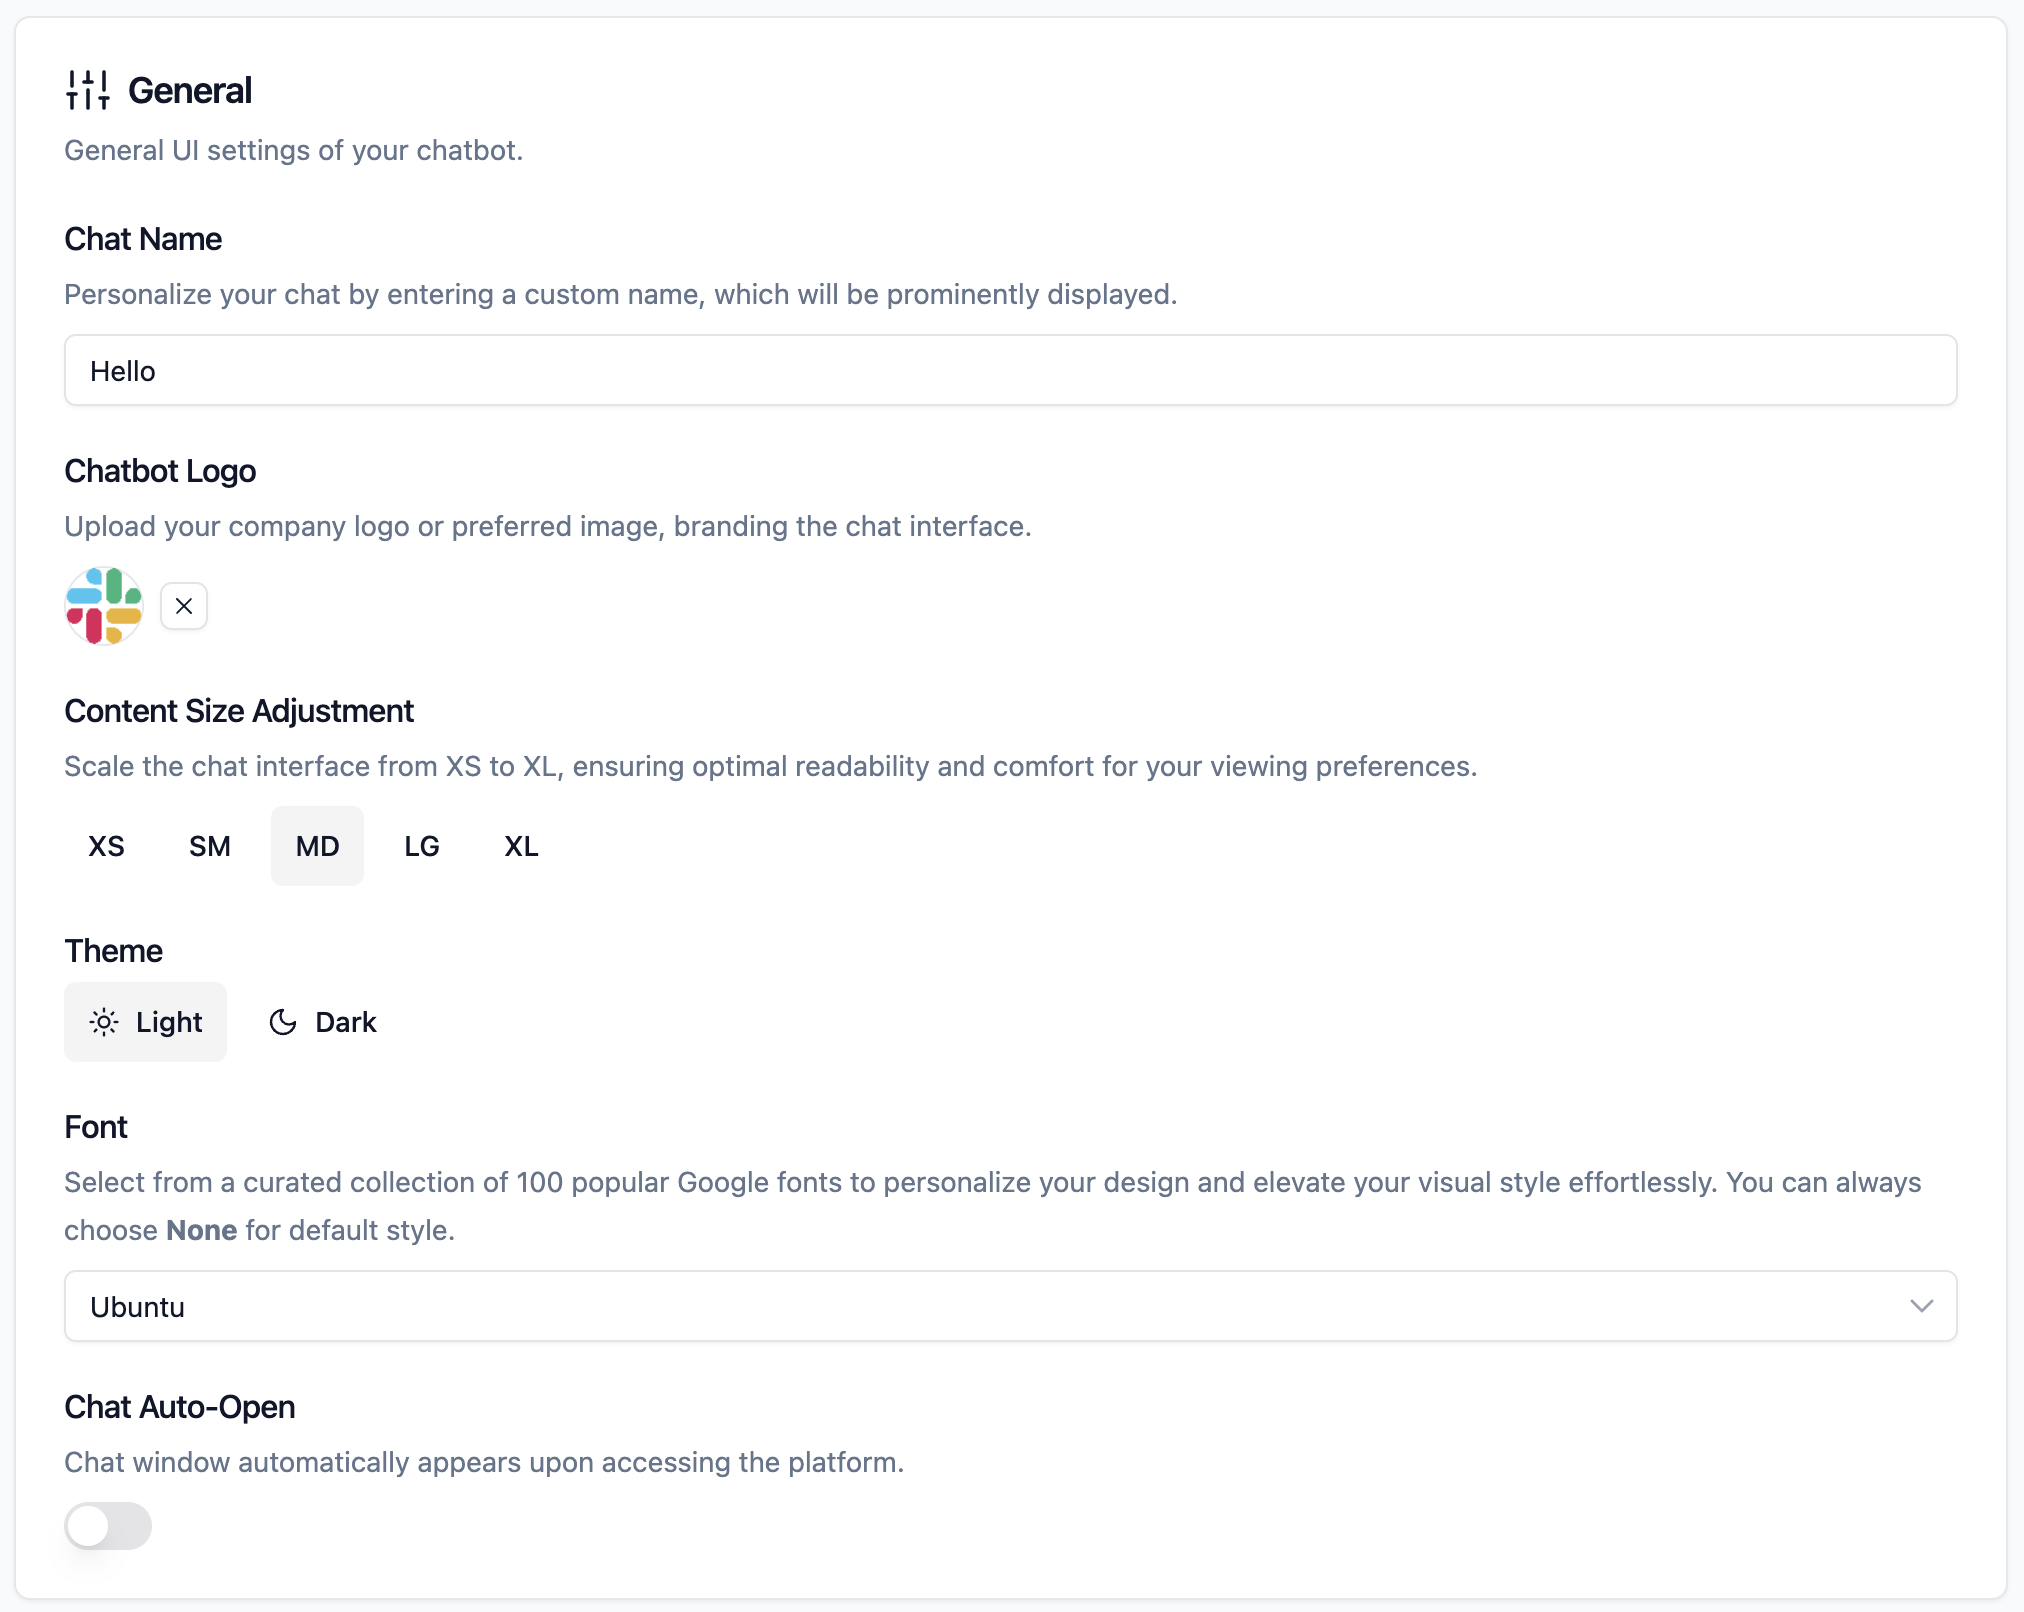 General
General UI settings of your chatbot.
Chat Name
Personalize your chat by entering a custom name, which will be prominently displayed.
Hello
Chatbot Logo
Upload your company logo or preferred image, branding the chat interface.
Content Size Adjustment
Scale the chat interface from XS to XL, ensuring optimal readability and comfort for your viewing preferences.
XS SM MD LG XL
Theme
Light Dark
Font
Select from a curated collection of 100 popular Google fonts to personalize your design and elevate your visual style effortlessly. You can always
choose None for default style.
Ubuntu
Chat Auto-Open
Chat window automatically appears upon accessing the platform.